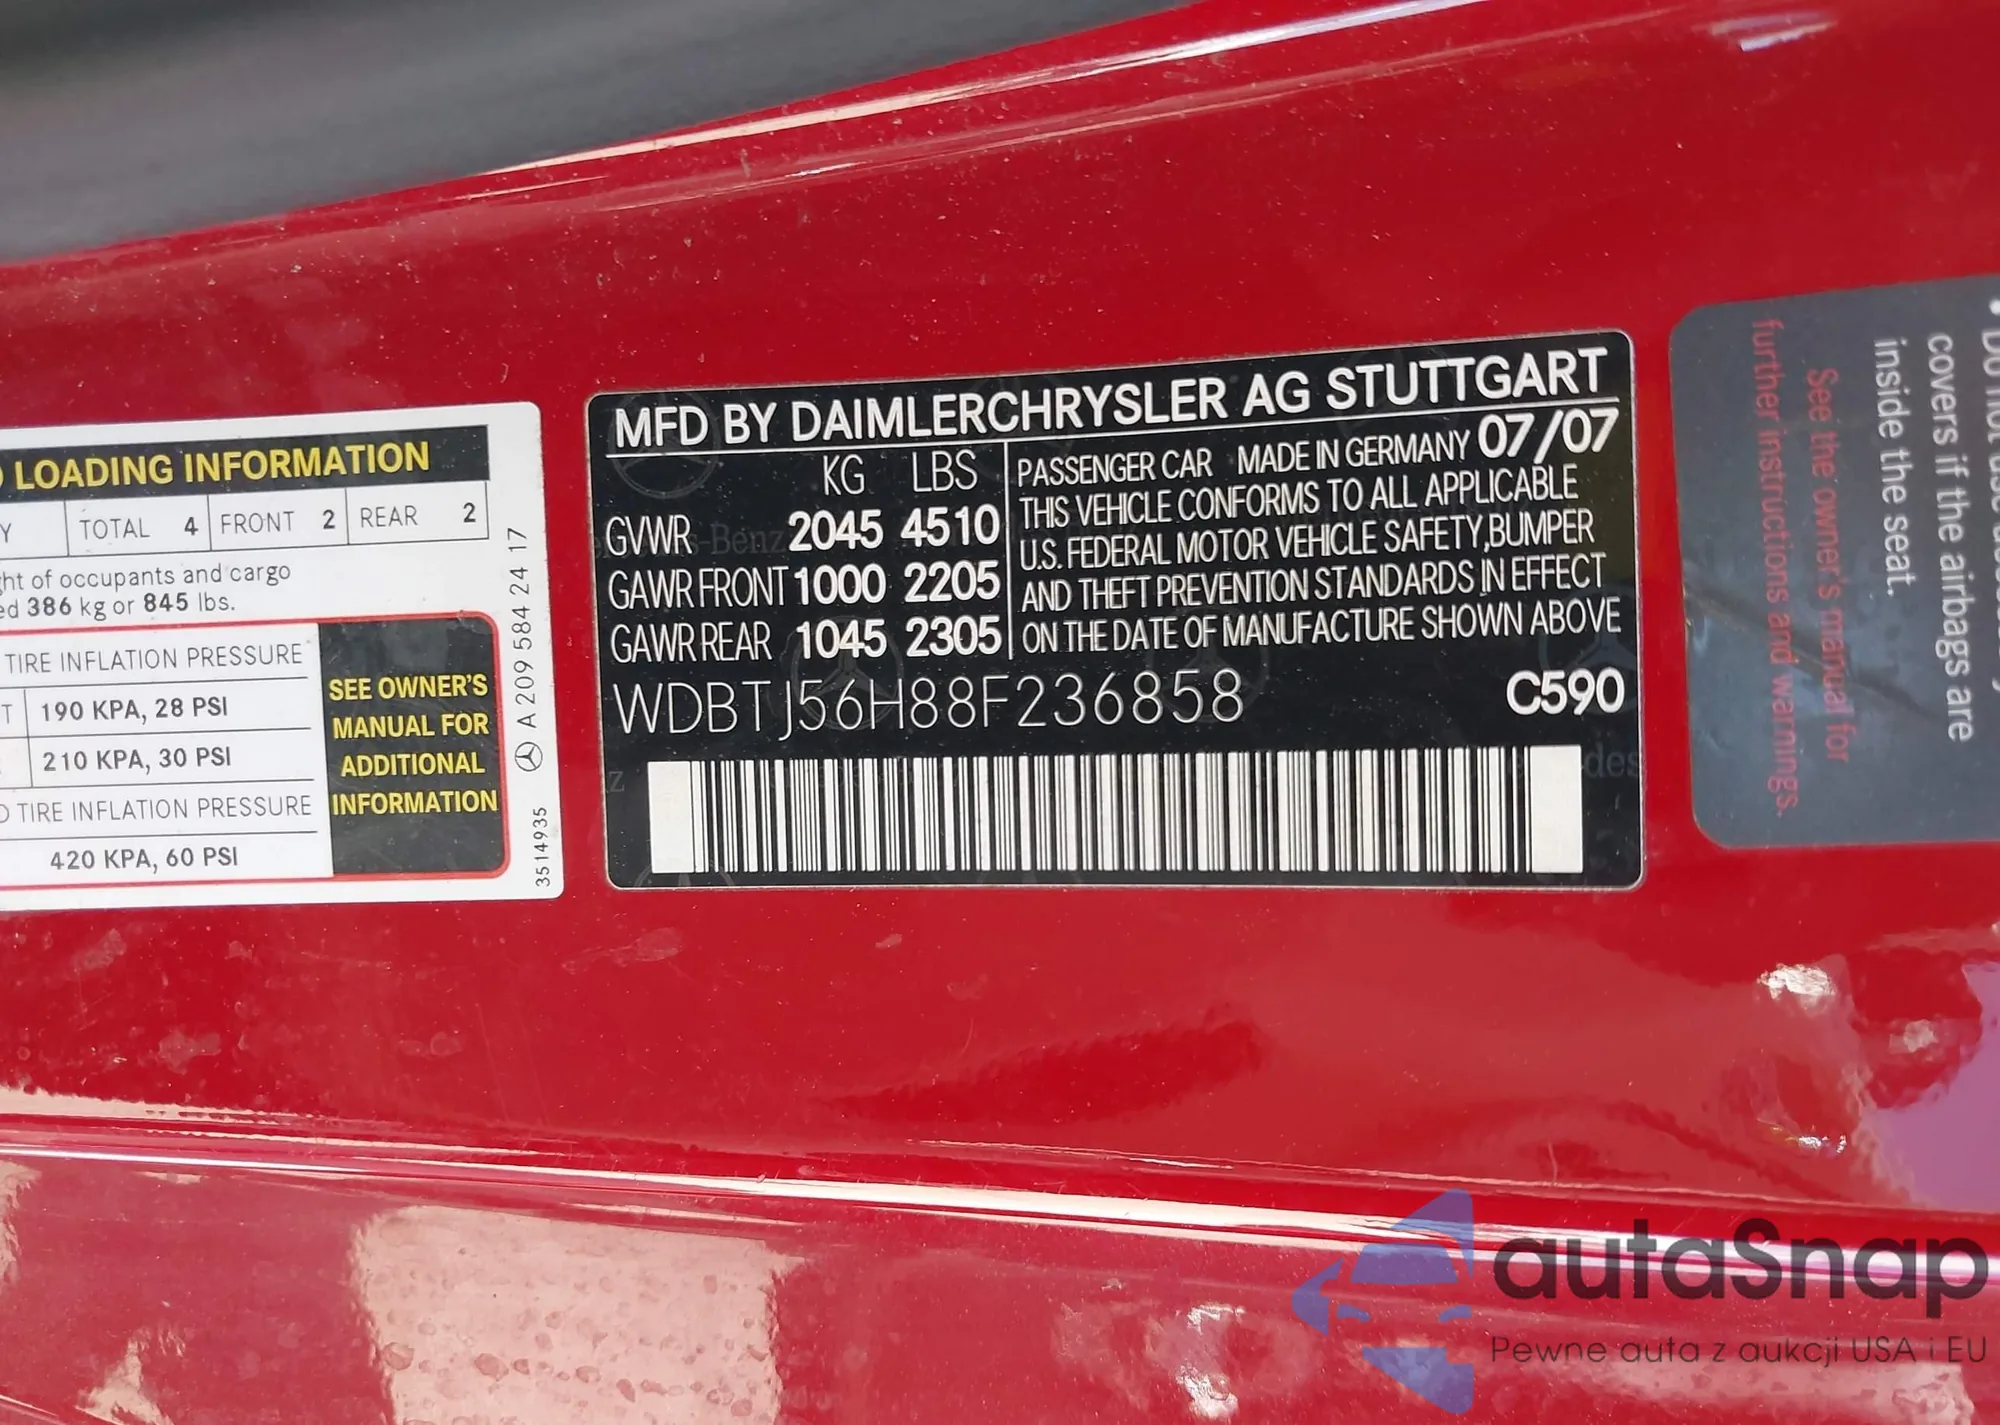 LOADING INFORMATION
Y TOTAL 4 FRONT 2 REAR 2
ht of occupants and cargo
ed 386 kg or 845 lbs.
TIRE INFLATION PRESSURE
T 190 KPA, 28 PSI
210 KPA, 30 PSI
TIRE INFLATION PRESSURE
420 KPA, 60 PSI
SEE OWNER'S
MANUAL FOR
ADDITIONAL
INFORMATION
A 209 584 24 17
3514935
MFD BY DAIMLERCHRYSLER AG STUTTGART
KG LBS
GVWR 2045 4510
GAWR FRONT 1000 2205
GAWR REAR 1045 2305
PASSENGER CAR MADE IN GERMANY 07/07
THIS VEHICLE CONFORMS TO ALL APPLICABLE
U.S. FEDERAL MOTOR VEHICLE SAFETY,BUMPER
AND THEFT PREVENTION STANDARDS IN EFFECT
ON THE DATE OF MANUFACTURE SHOWN ABOVE
WDBTJ56H88F236858 C590
covers if the airbags are
inside the seat.
See the owner's manual for
further instructions and warnings.
autaSnap
Pewne auta z aukcji USA i EU